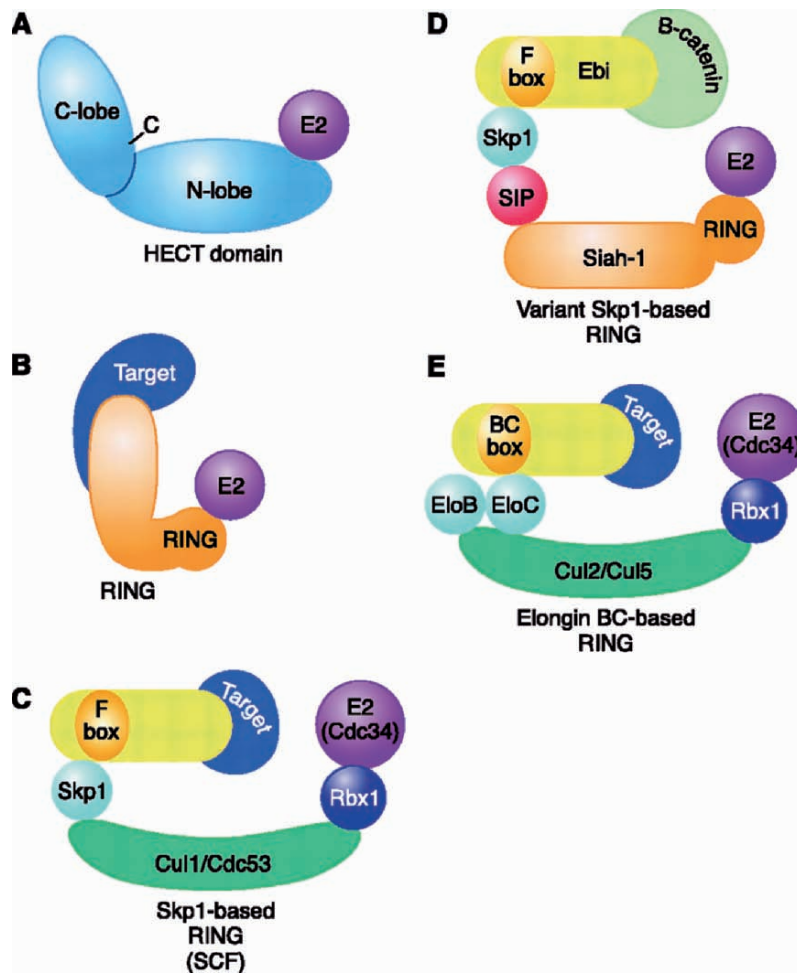 A
C-lobe
C
N-lobe
E2
HECT domain
B
Target
E2
RING
RING
C
F
box
Target
E2
(Cdc34)
Skp1
Rbx1
Cul1/Cdc53
Skp1-based
RING
(SCF)
D
F
box
Ebi
B-catenin
Skp1
E2
SIP
RING
Siah-1
Variant Skp1-based
RING
E
BC
box
Target
E2
(Cdc34)
EloB
EloC
Rbx1
Cul2/Cul5
Elongin BC-based
RING